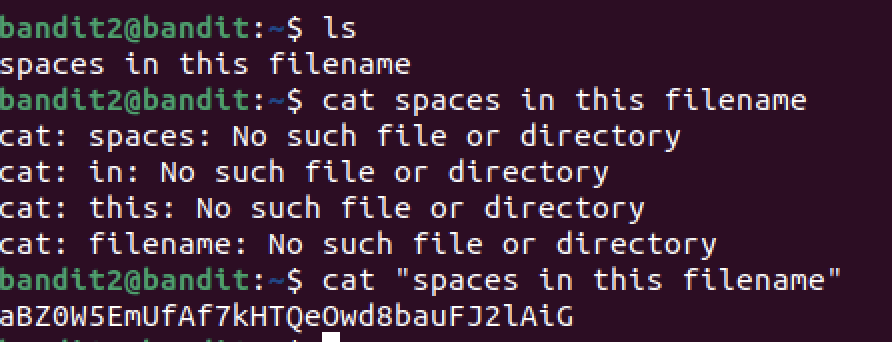 bandit2@bandit:~$ ls
spaces in this filename
bandit2@bandit:~$ cat spaces in this filename
cat: spaces: No such file or directory
cat: in: No such file or directory
cat: this: No such file or directory
cat: filename: No such file or directory
bandit2@bandit:~$ cat "spaces in this filename"
aBZ0W5EmUfAf7kHTQeOwd8bauFJ2lAiG